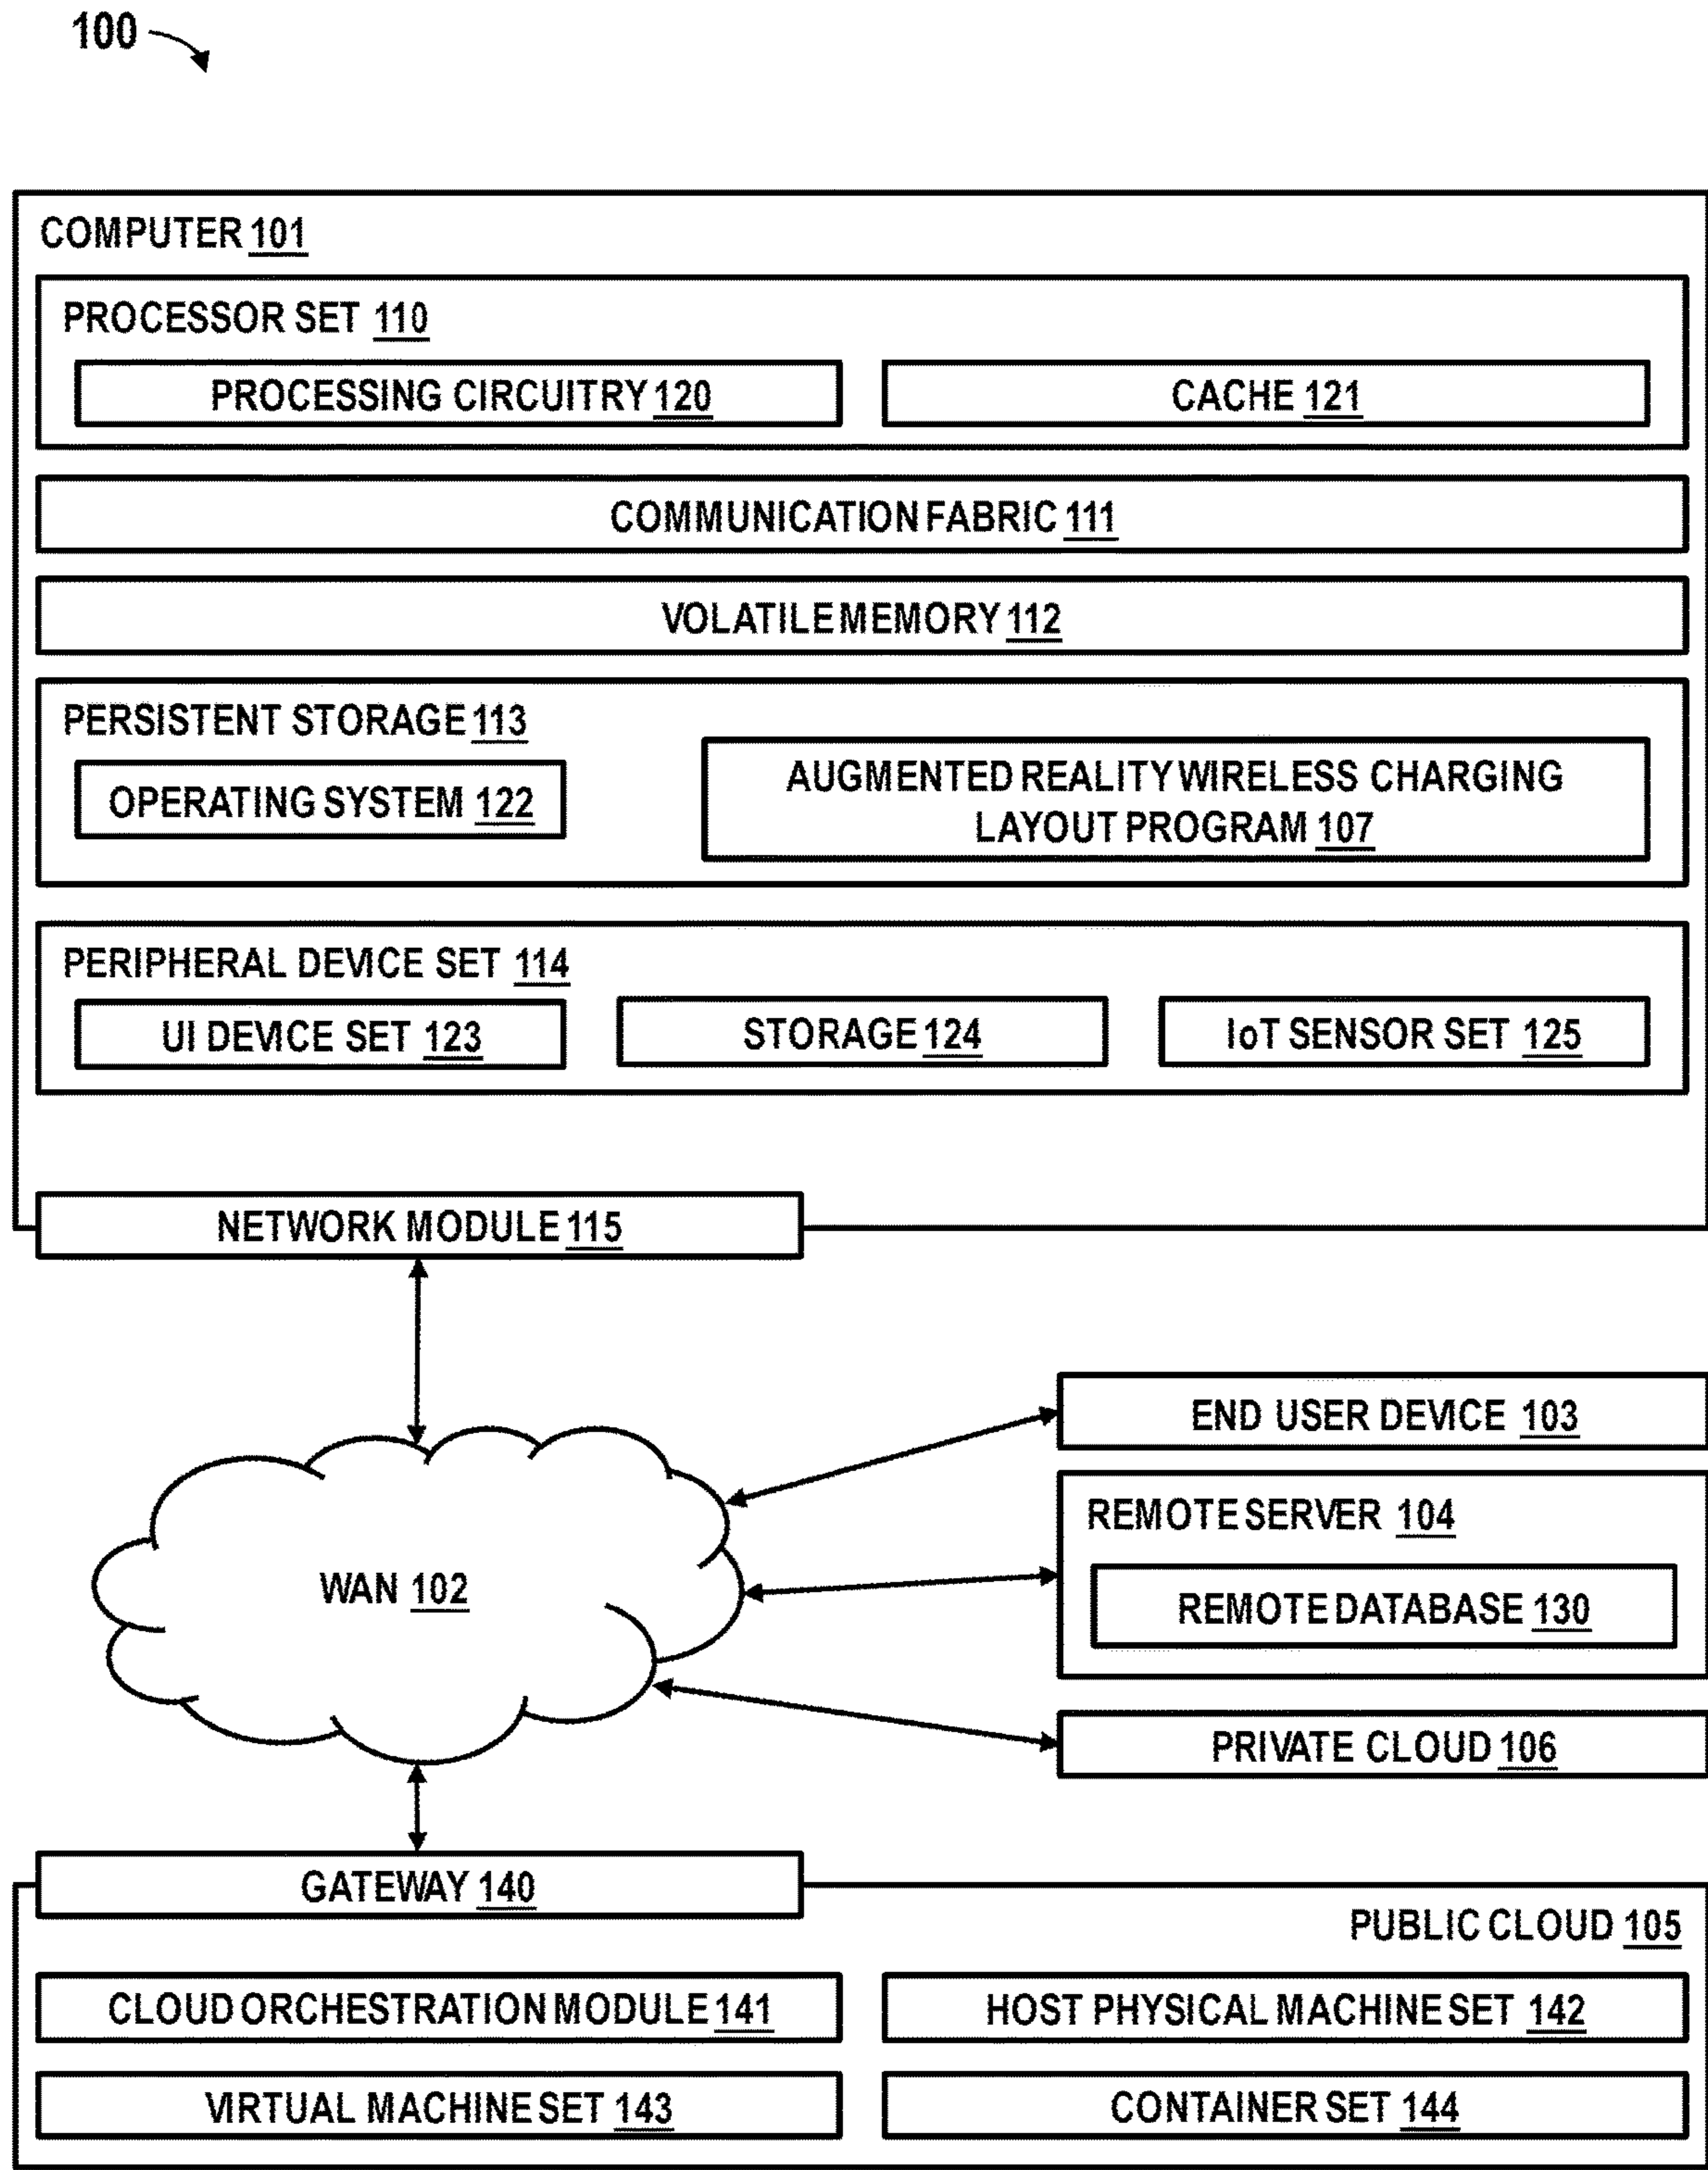 100
COMPUTER 101
PROCESSOR SET 110
PROCESSING CIRCUITRY 120
CACHE 121
COMMUNICATION FABRIC 111
VOLATILE MEMORY 112
PERSISTENT STORAGE 113
OPERATING SYSTEM 122
AUGMENTED REALITY WIRELESS CHARGING
LAYOUT PROGRAM 107
PERIPHERAL DEVICE SET 114
UI DEVICE SET 123
STORAGE 124
IoT SENSOR SET 125
NETWORK MODULE 115
WAN 102
END USER DEVICE 103
REMOTE SERVER 104
REMOTE DATABASE 130
PRIVATE CLOUD 106
GATEWAY 140
PUBLIC CLOUD 105
CLOUD ORCHESTRATION MODULE 141
HOST PHYSICAL MACHINE SET 142
VIRTUAL MACHINE SET 143
CONTAINER SET 144